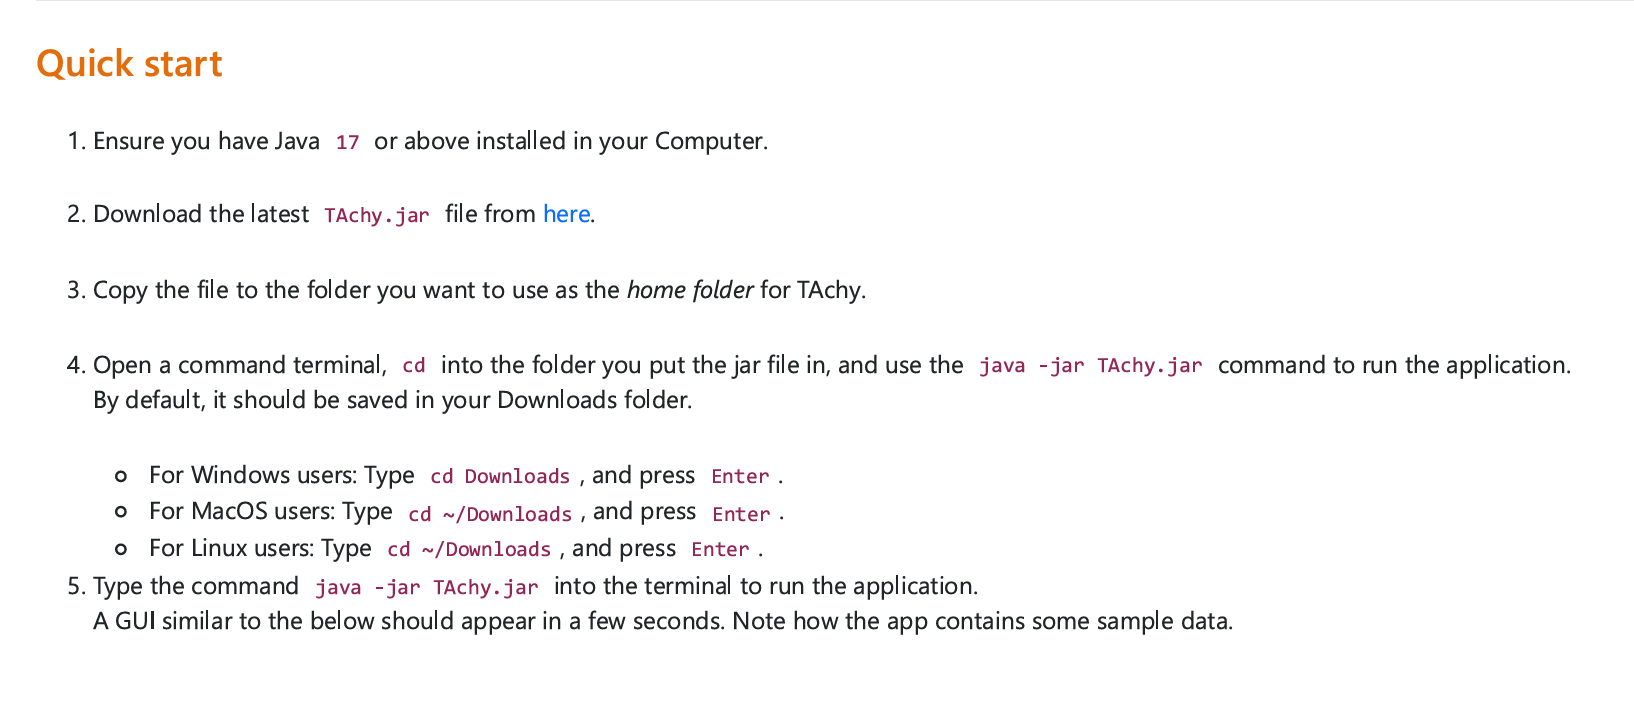 Quick start
1. Ensure you have Java 17 or above installed in your Computer.
2. Download the latest TAchy.jar file from here.
3. Copy the file to the folder you want to use as the home folder for TAchy.
4. Open a command terminal, cd into the folder you put the jar file in, and use the java -jar TAchy.jar command to run the application.
By default, it should be saved in your Downloads folder.
○ For Windows users: Type cd Downloads , and press Enter .
○ For MacOS users: Type cd ~/Downloads , and press Enter .
○ For Linux users: Type cd ~/Downloads , and press Enter .
5. Type the command java -jar TAchy.jar into the terminal to run the application.
A GUI similar to the below should appear in a few seconds. Note how the app contains some sample data.